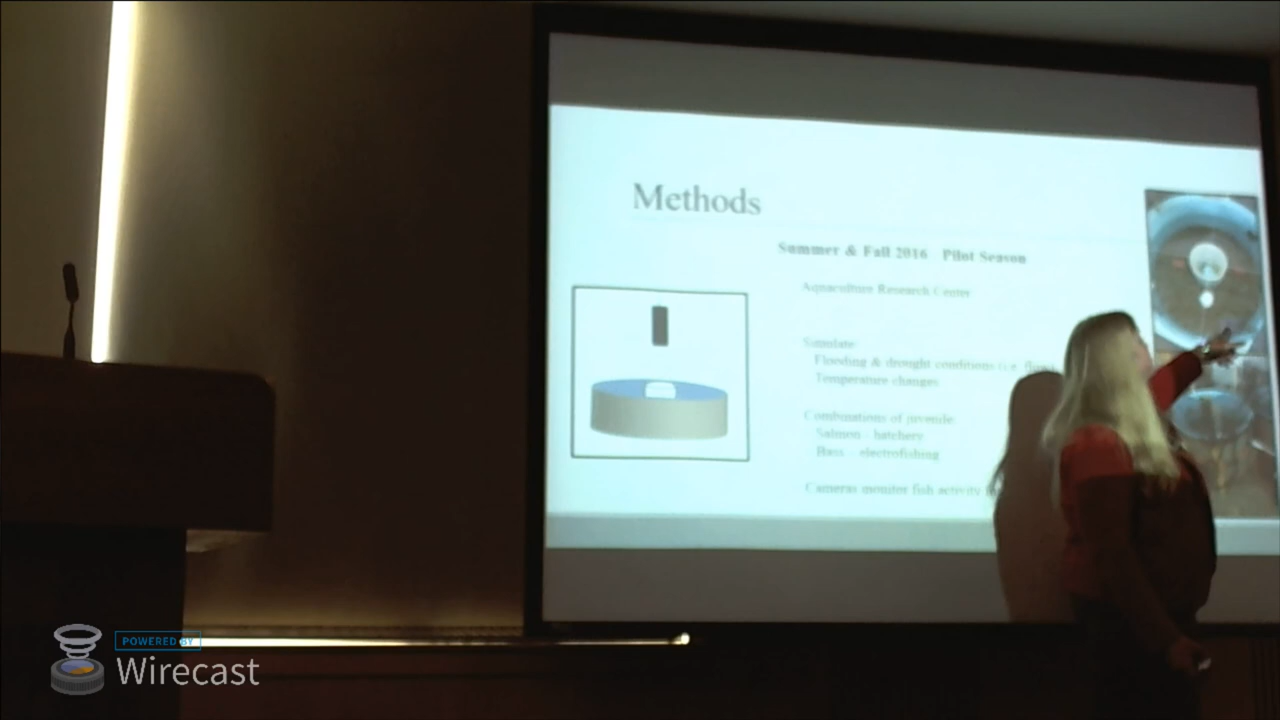 Methods
Summer & Fall 2016 Pilot Season
Aquaculture Research Center
Simulate:
Flooding & drought conditions (i.e. flows
Temperature changes
Combinations of juvenile:
Salmon - hatchery
Bass - electrofishing
Cameras monitor fish activity
POWERED BY
Wirecast